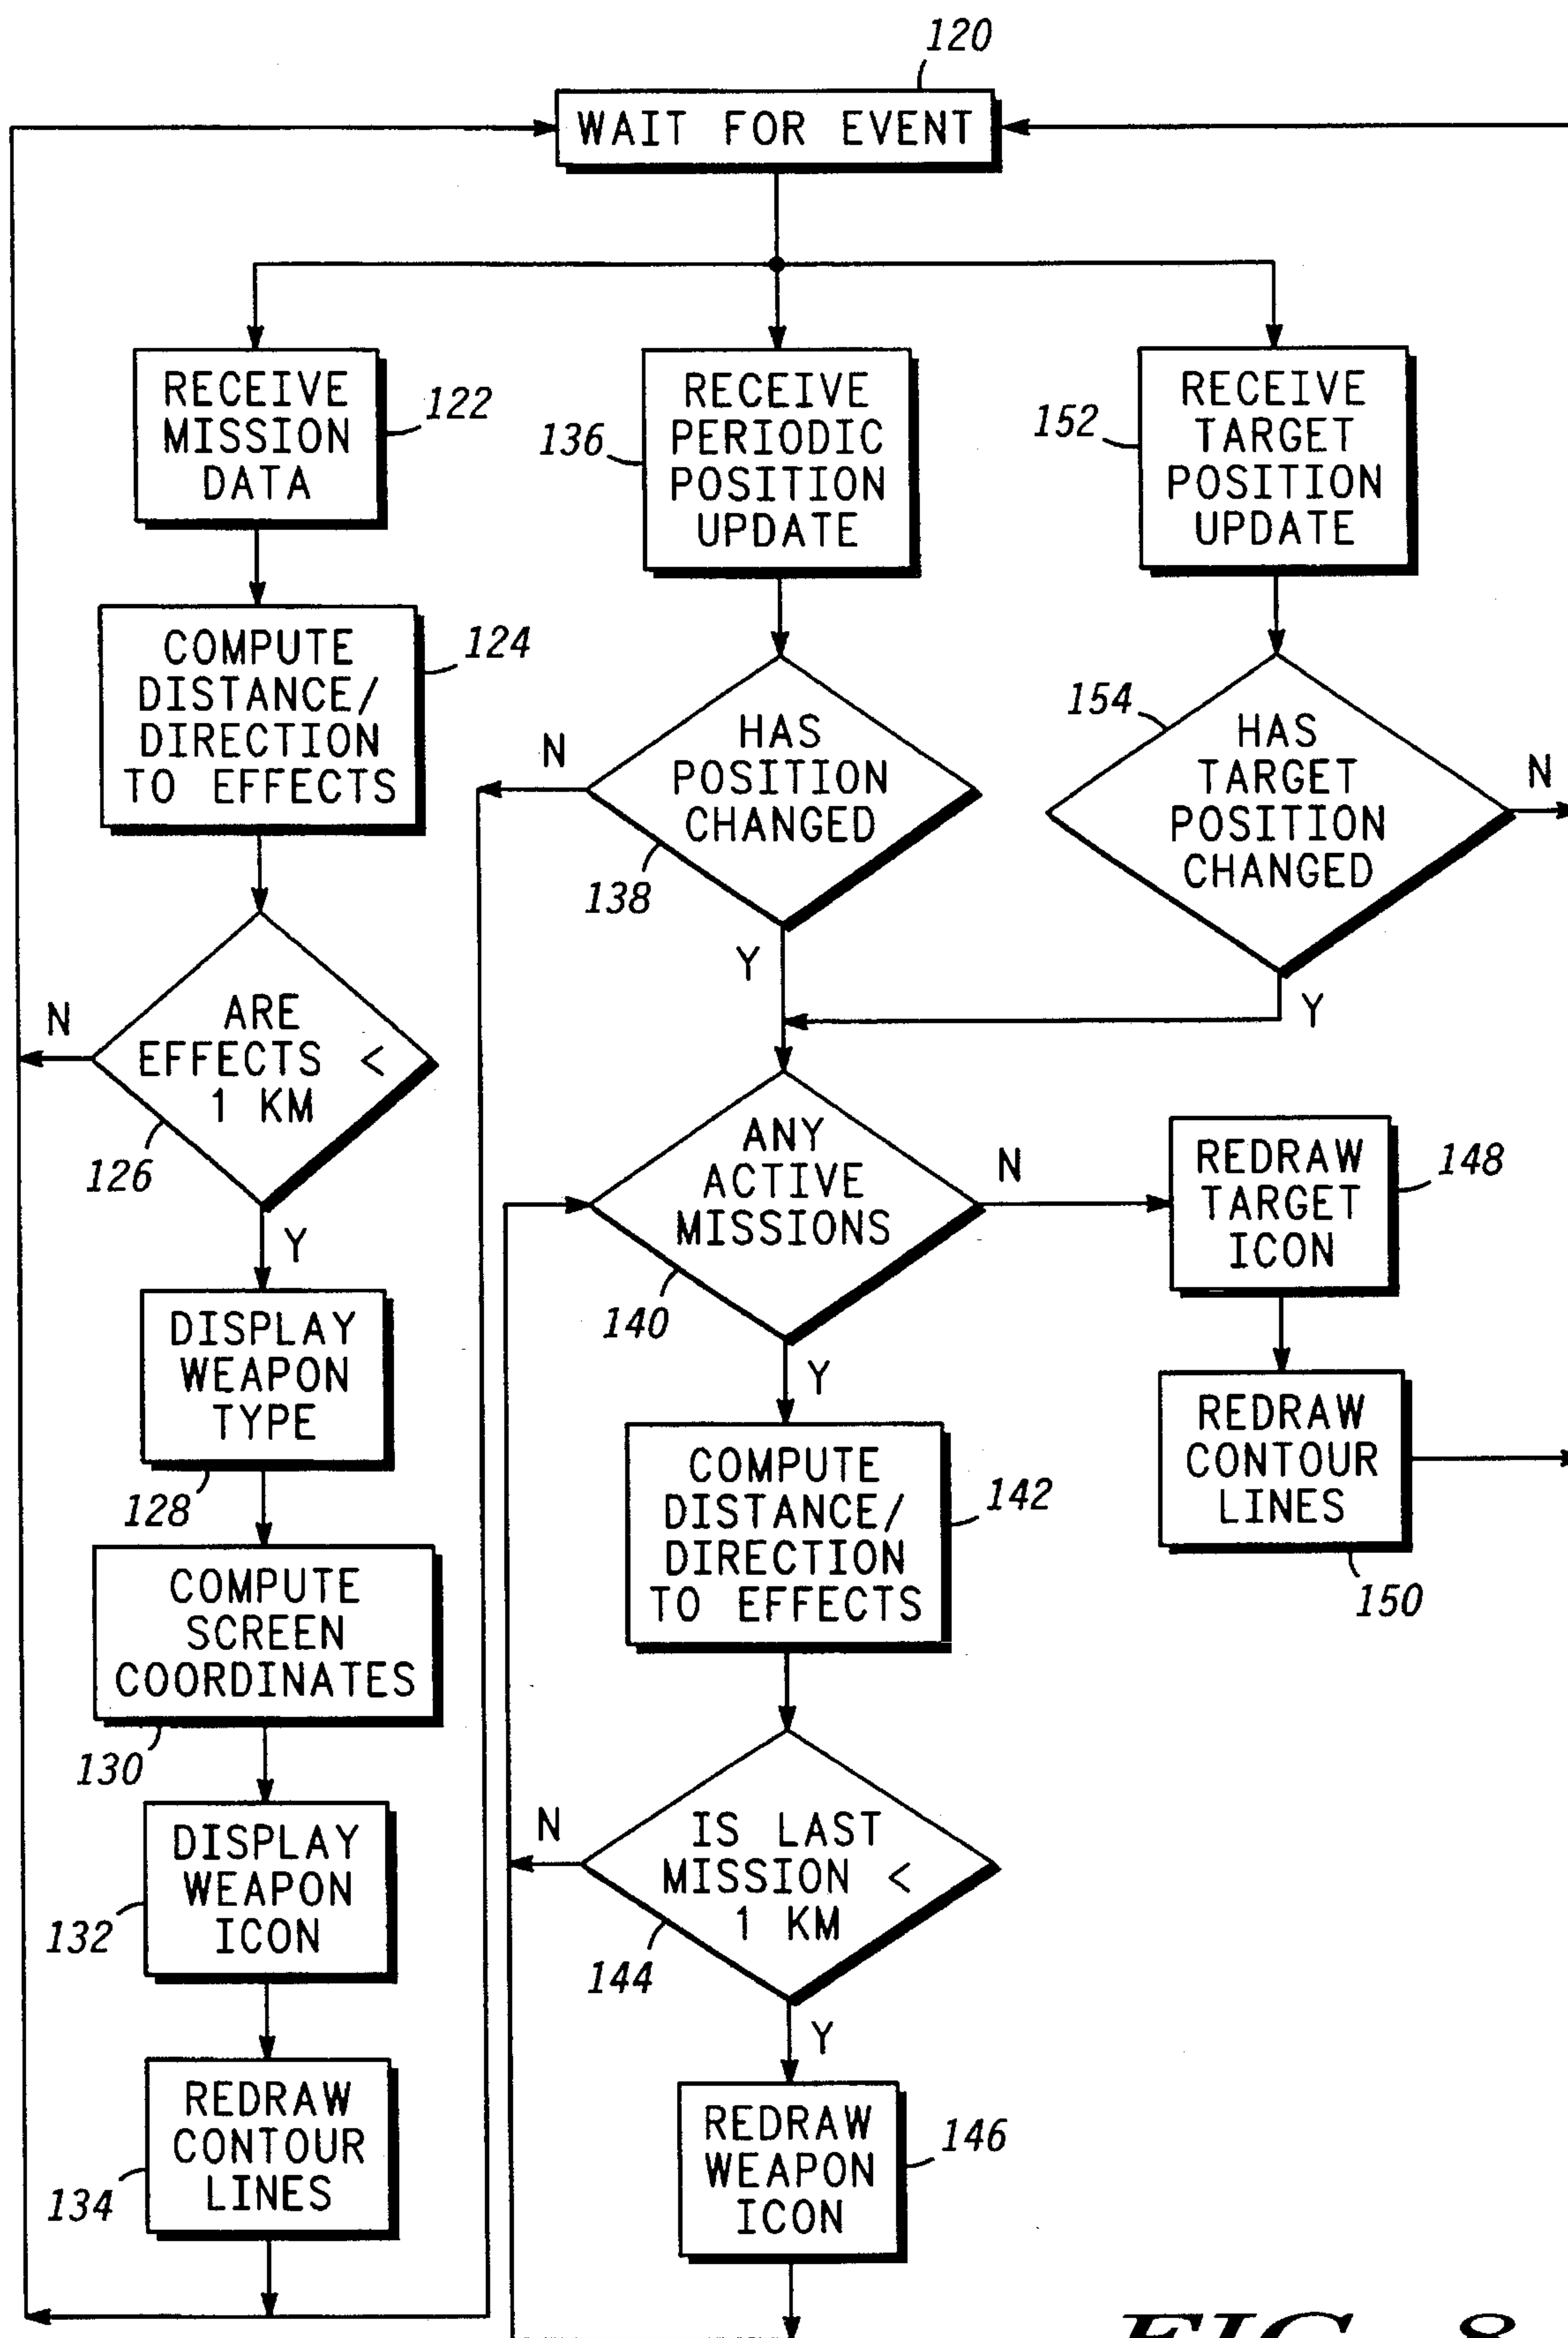 120
WAIT FOR EVENT
RECEIVE
MISSION
DATA
122
COMPUTE
DISTANCE/
DIRECTION
TO EFFECTS
124
ARE
EFFECTS <
1 KM
N
126
Y
DISPLAY
WEAPON
TYPE
128
COMPUTE
SCREEN
COORDINATES
130
DISPLAY
WEAPON
ICON
132
REDRAW
CONTOUR
LINES
134
RECEIVE
PERIODIC
POSITION
UPDATE
136
N
HAS
POSITION
CHANGED
138
Y
ANY
ACTIVE
MISSIONS
N
140
Y
COMPUTE
DISTANCE/
DIRECTION
TO EFFECTS
142
N
IS LAST
MISSION <
1 KM
144
Y
REDRAW
WEAPON
ICON
146
RECEIVE
TARGET
POSITION
UPDATE
152
154
HAS
TARGET
POSITION
CHANGED
N
Y
REDRAW
TARGET
ICON
148
REDRAW
CONTOUR
LINES
150
FIG. 8